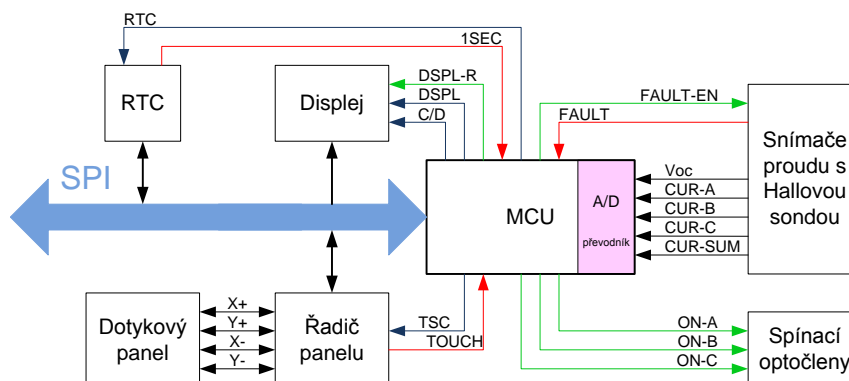 RTC
1SEC
RTC
Displej
DSPL-R
DSPL
C/D
FAULT-EN
FAULT
Snímače
proudu s
Hallovou
sondou
SPI
MCU
A/D
převodník
Voc
CUR-A
CUR-B
CUR-C
CUR-SUM
Dotykový
panel
X+
Y+
X-
Y-
Řadič
panelu
TSC
TOUCH
ON-A
ON-B
ON-C
Spínací
optočleny